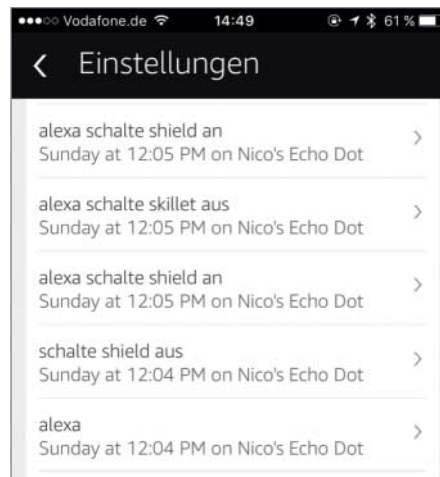 Vodafone.de 14:49 61 %
Einstellungen
alexa schalte shield an
Sunday at 12:05 PM on Nico's Echo Dot
alexa schalte skillet aus
Sunday at 12:05 PM on Nico's Echo Dot
alexa schalte shield an
Sunday at 12:05 PM on Nico's Echo Dot
schalte shield aus
Sunday at 12:04 PM on Nico's Echo Dot
alexa
Sunday at 12:04 PM on Nico's Echo Dot